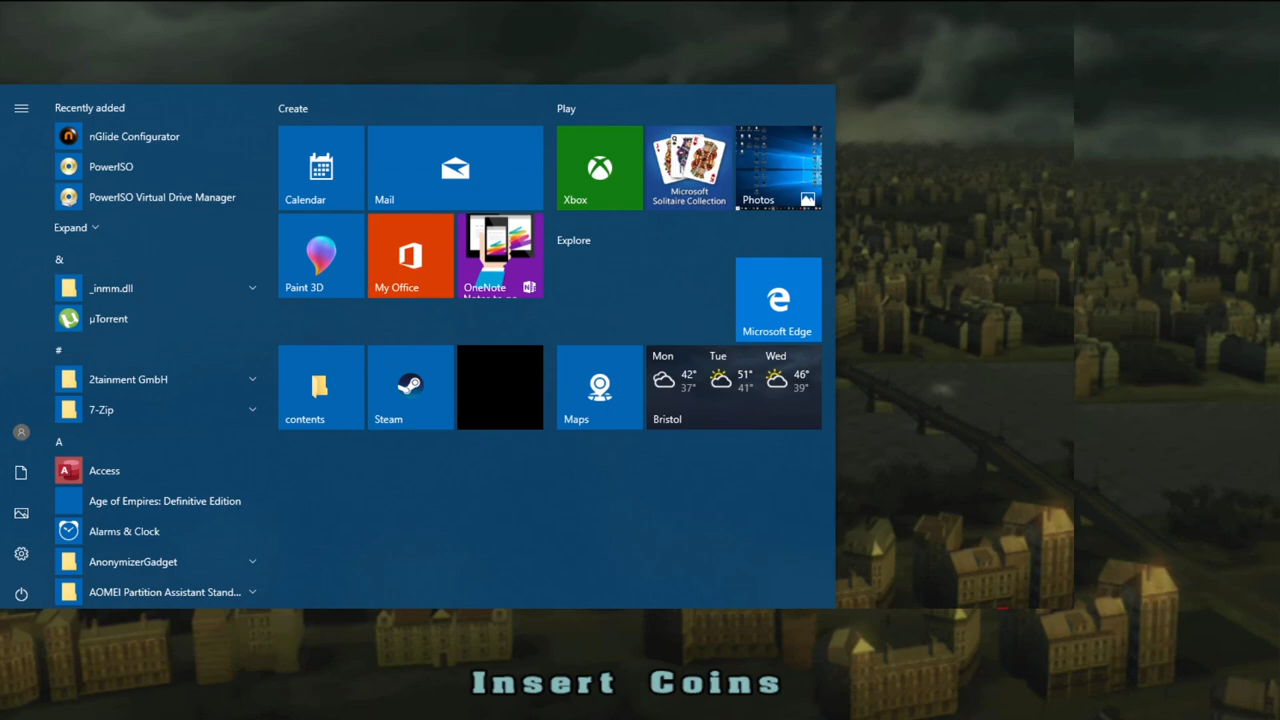 Recently added
nGlide Configurator
PowerISO
PowerISO Virtual Drive Manager
Expand
&
_inmm.dll
µTorrent
#
2tainment GmbH
7-Zip
A
Access
Age of Empires: Definitive Edition
Alarms & Clock
AnonymizerGadget
AOMEI Partition Assistant Stand...
Create
Calendar
Mail
Paint 3D
My Office
OneNote
contents
Steam
Play
Xbox
Microsoft
Solitaire Collection
Photos
Explore
Microsoft Edge
Maps
Mon Tue Wed
42° 51° 46°
37° 41° 39°
Bristol
Insert Coins